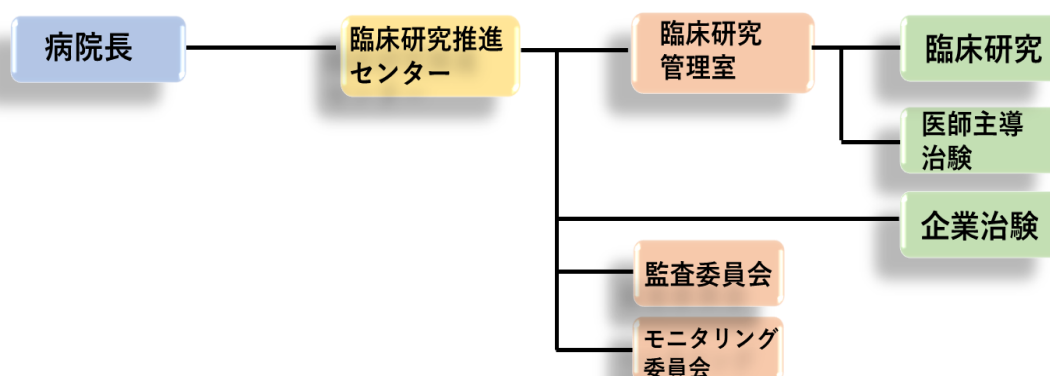 病院長
臨床研究推進
センター
臨床研究
管理室
臨床研究
医師主導
治験
企業治験
監査委員会
モニタリング
委員会